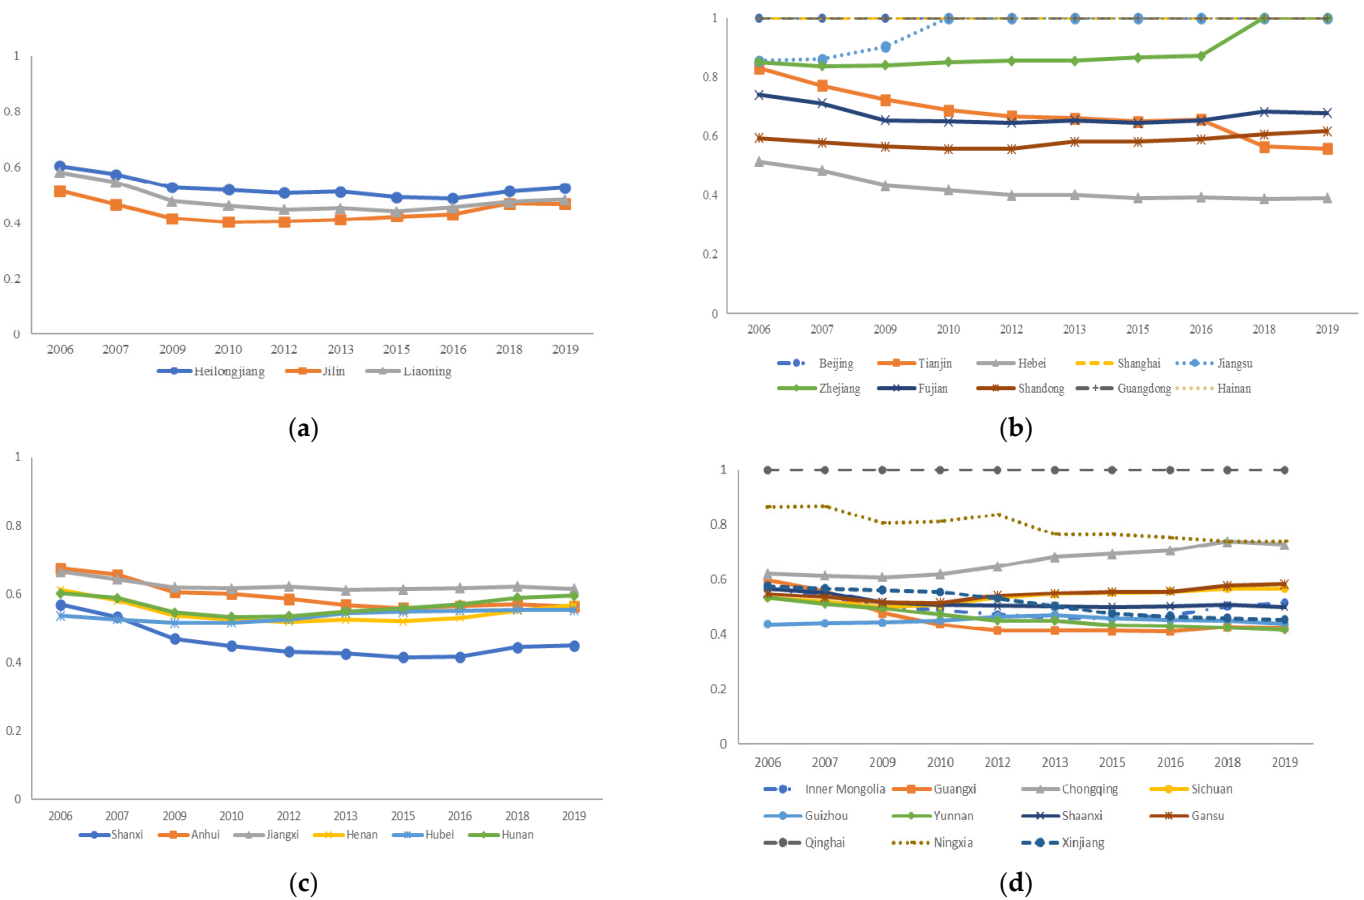 1
0.8
0.6
0.4
0.2
0
2006 2007 2009 2010 2012 2013 2015 2016 2018 2019
Heilongjiang Jilin Liaoning
(a)
1
0.8
0.6
0.4
0.2
0
2006 2007 2009 2010 2012 2013 2015 2016 2018 2019
Beijing Tianjin Hebei Shanghai Jiangsu
Zhejiang Fujian Shandong Guangdong Hainan
(b)
1
0.8
0.6
0.4
0.2
0
2006 2007 2009 2010 2012 2013 2015 2016 2018 2019
Shanxi Anhui Jiangxi Henan Hubei Hunan
(c)
1
0.8
0.6
0.4
0.2
0
2006 2007 2009 2010 2012 2013 2015 2016 2018 2019
Inner Mongolia Guangxi Chongqing Sichuan
Guizhou Yunnan Shaanxi Gansu
Qinghai Ningxia Xinjiang
(d)